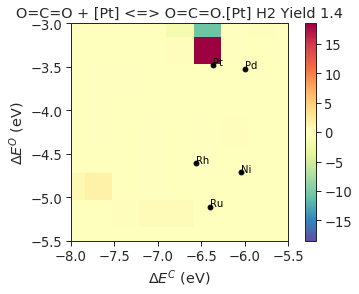 O=C=O + [Pt] <=> O=C=O.[Pt] H2 Yield 1.4
−3.0
−3.5
−4.0
−4.5
−5.0
−5.5
ΔE^O (eV)
Pt
Pd
Rh
Ni
Ru
−8.0 −7.5 −7.0 −6.5 −6.0 −5.5
ΔE^C (eV)
15
10
5
0
−5
−10
−15